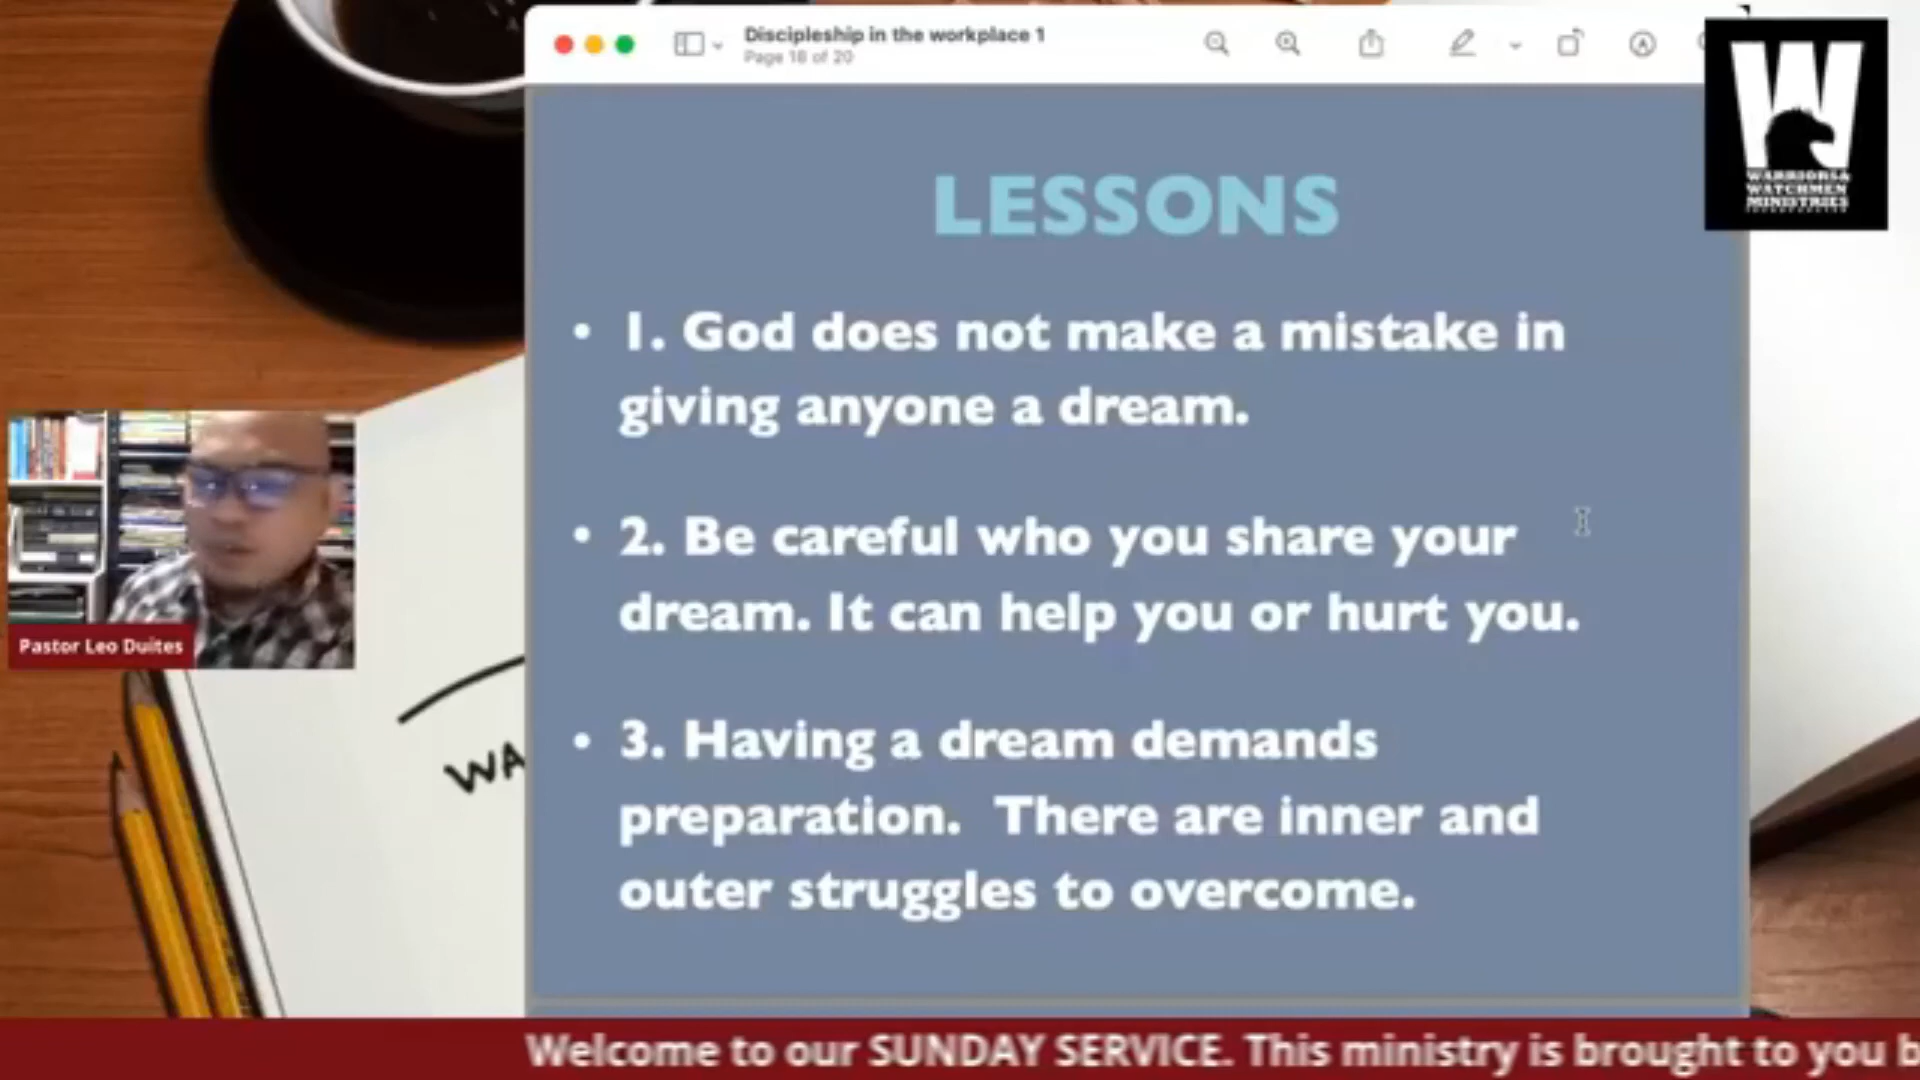 Discipleship in the workplace 1
Page 18 of 20
WARRIORS&
WATCHMEN
MINISTRIES
LESSONS
• 1. God does not make a mistake in
giving anyone a dream.
• 2. Be careful who you share your
dream. It can help you or hurt you.
• 3. Having a dream demands
preparation.  There are inner and
outer struggles to overcome.
Pastor Leo Duites
WA
Welcome to our SUNDAY SERVICE. This ministry is brought to you b